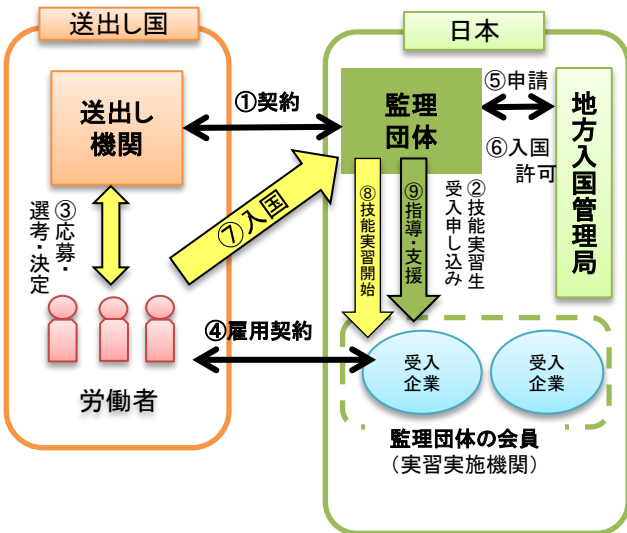 送出し国
日本
送出し
機関
①契約
監理
団体
⑤申請
⑥入国
許可
地方入国管理局
③応募・
選考・決定
⑦入国
⑧技能実習開始
⑨指導・支援
②技能実習生
受入申し込み
④雇用契約
労働者
受入
企業
受入
企業
監理団体の会員
（実習実施機関）